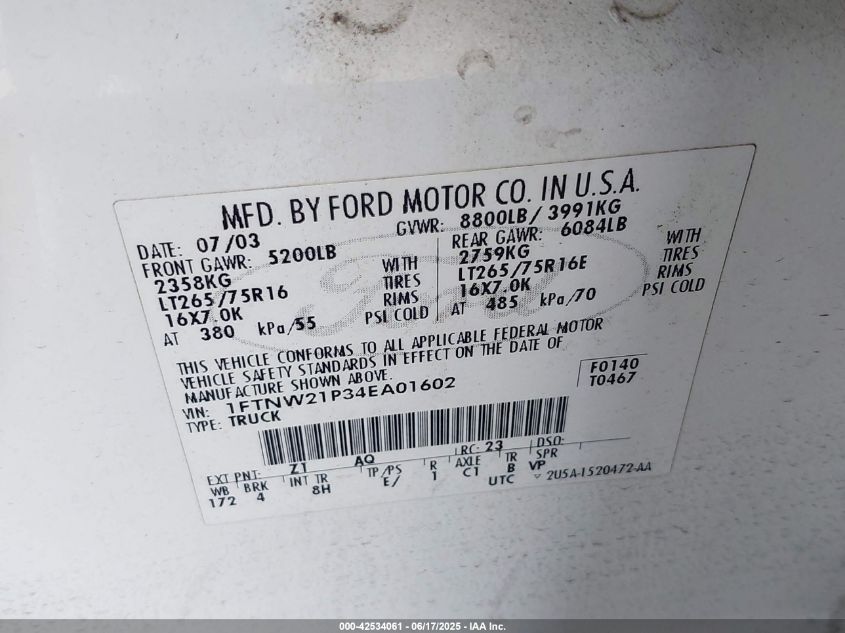 MFD. BY FORD MOTOR CO. IN U.S.A.
DATE: 07/03 GVWR: 8800LB/ 3991KG
FRONT GAWR: 5200LB REAR GAWR: 6084LB
2358KG WITH 2759KG WITH
LT265/75R16 TIRES LT265/75R16E TIRES
16X7.0K RIMS 16X7.0K RIMS
AT 380 kPa/55 PSI COLD AT 485 kPa/70 PSI COLD
THIS VEHICLE CONFORMS TO ALL APPLICABLE FEDERAL MOTOR
VEHICLE SAFETY STANDARDS IN EFFECT ON THE DATE OF
MANUFACTURE SHOWN ABOVE.
VIN: 1FTNW21P34EA01602 F0140
TYPE: TRUCK T0467
EXT PNT: Z1 AQ RC: 23 DSO:
WB BRK INT TR TP/PS R AXLE TR SPR
172 4 8H E/ 1 C1 B VP
UTC 2U5A-1520472-AA
Ford
000-42534061 - 06/17/2025 - IAA Inc.